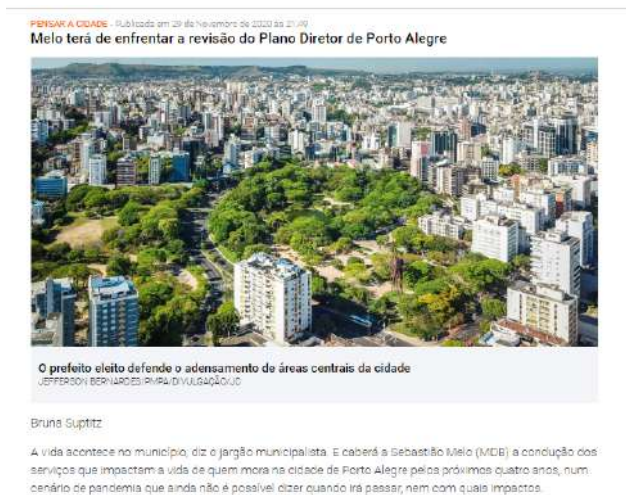 PENSAR A CIDADE - Publicada em 29 de Novembro de 2020 às 21:49
Melo terá de enfrentar a revisão do Plano Diretor de Porto Alegre
O prefeito eleito defende o adensamento de áreas centrais da cidade
JEFFERSON BERNARDES/PMPA/DIVULGAÇÃO/JC
Bruna Suptitz
A vida acontece no município, diz o jargão municipalista. E caberá a Sebastião Melo (MDB) a condução dos
serviços que impactam a vida de quem mora na cidade de Porto Alegre pelos próximos quatro anos, num
cenário de pandemia que ainda não é possível dizer quando irá passar, nem com quais impactos.